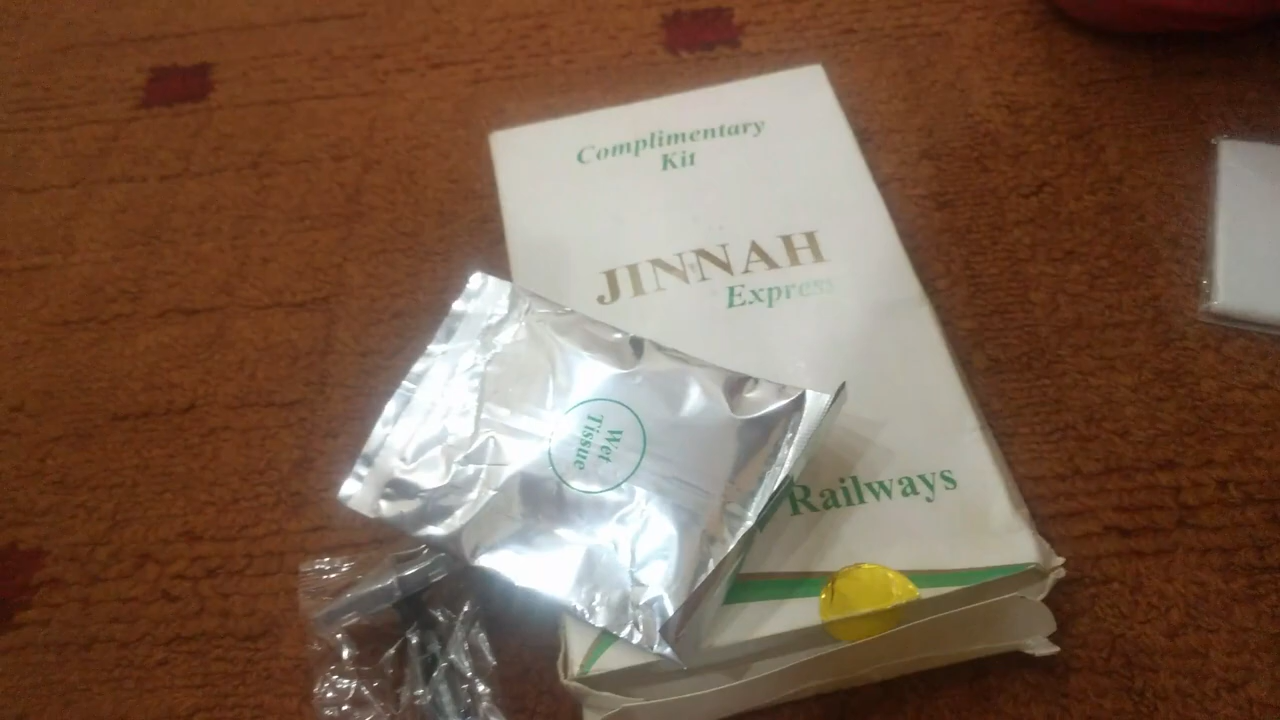 Complimentary
Kit
JINNAH
Express
Wet
Tissue
Railways